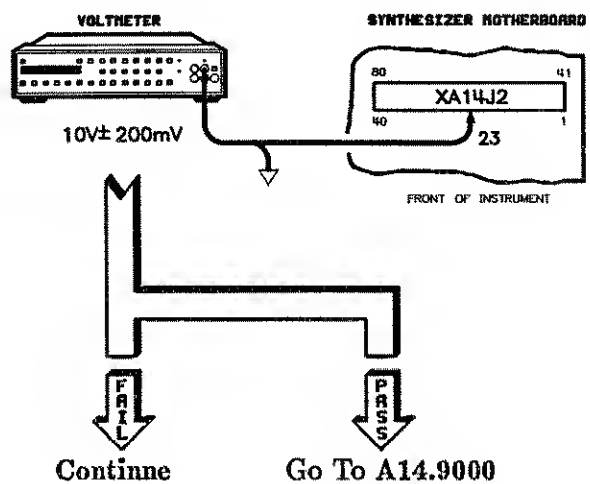 VOLTMETER
SYNTHESIZER MOTHERBOARD
80 41
XA14J2
40 1
10V± 200mV
23
FRONT OF INSTRUMENT
FAIL
PASS
Continne
Go To A14.9000